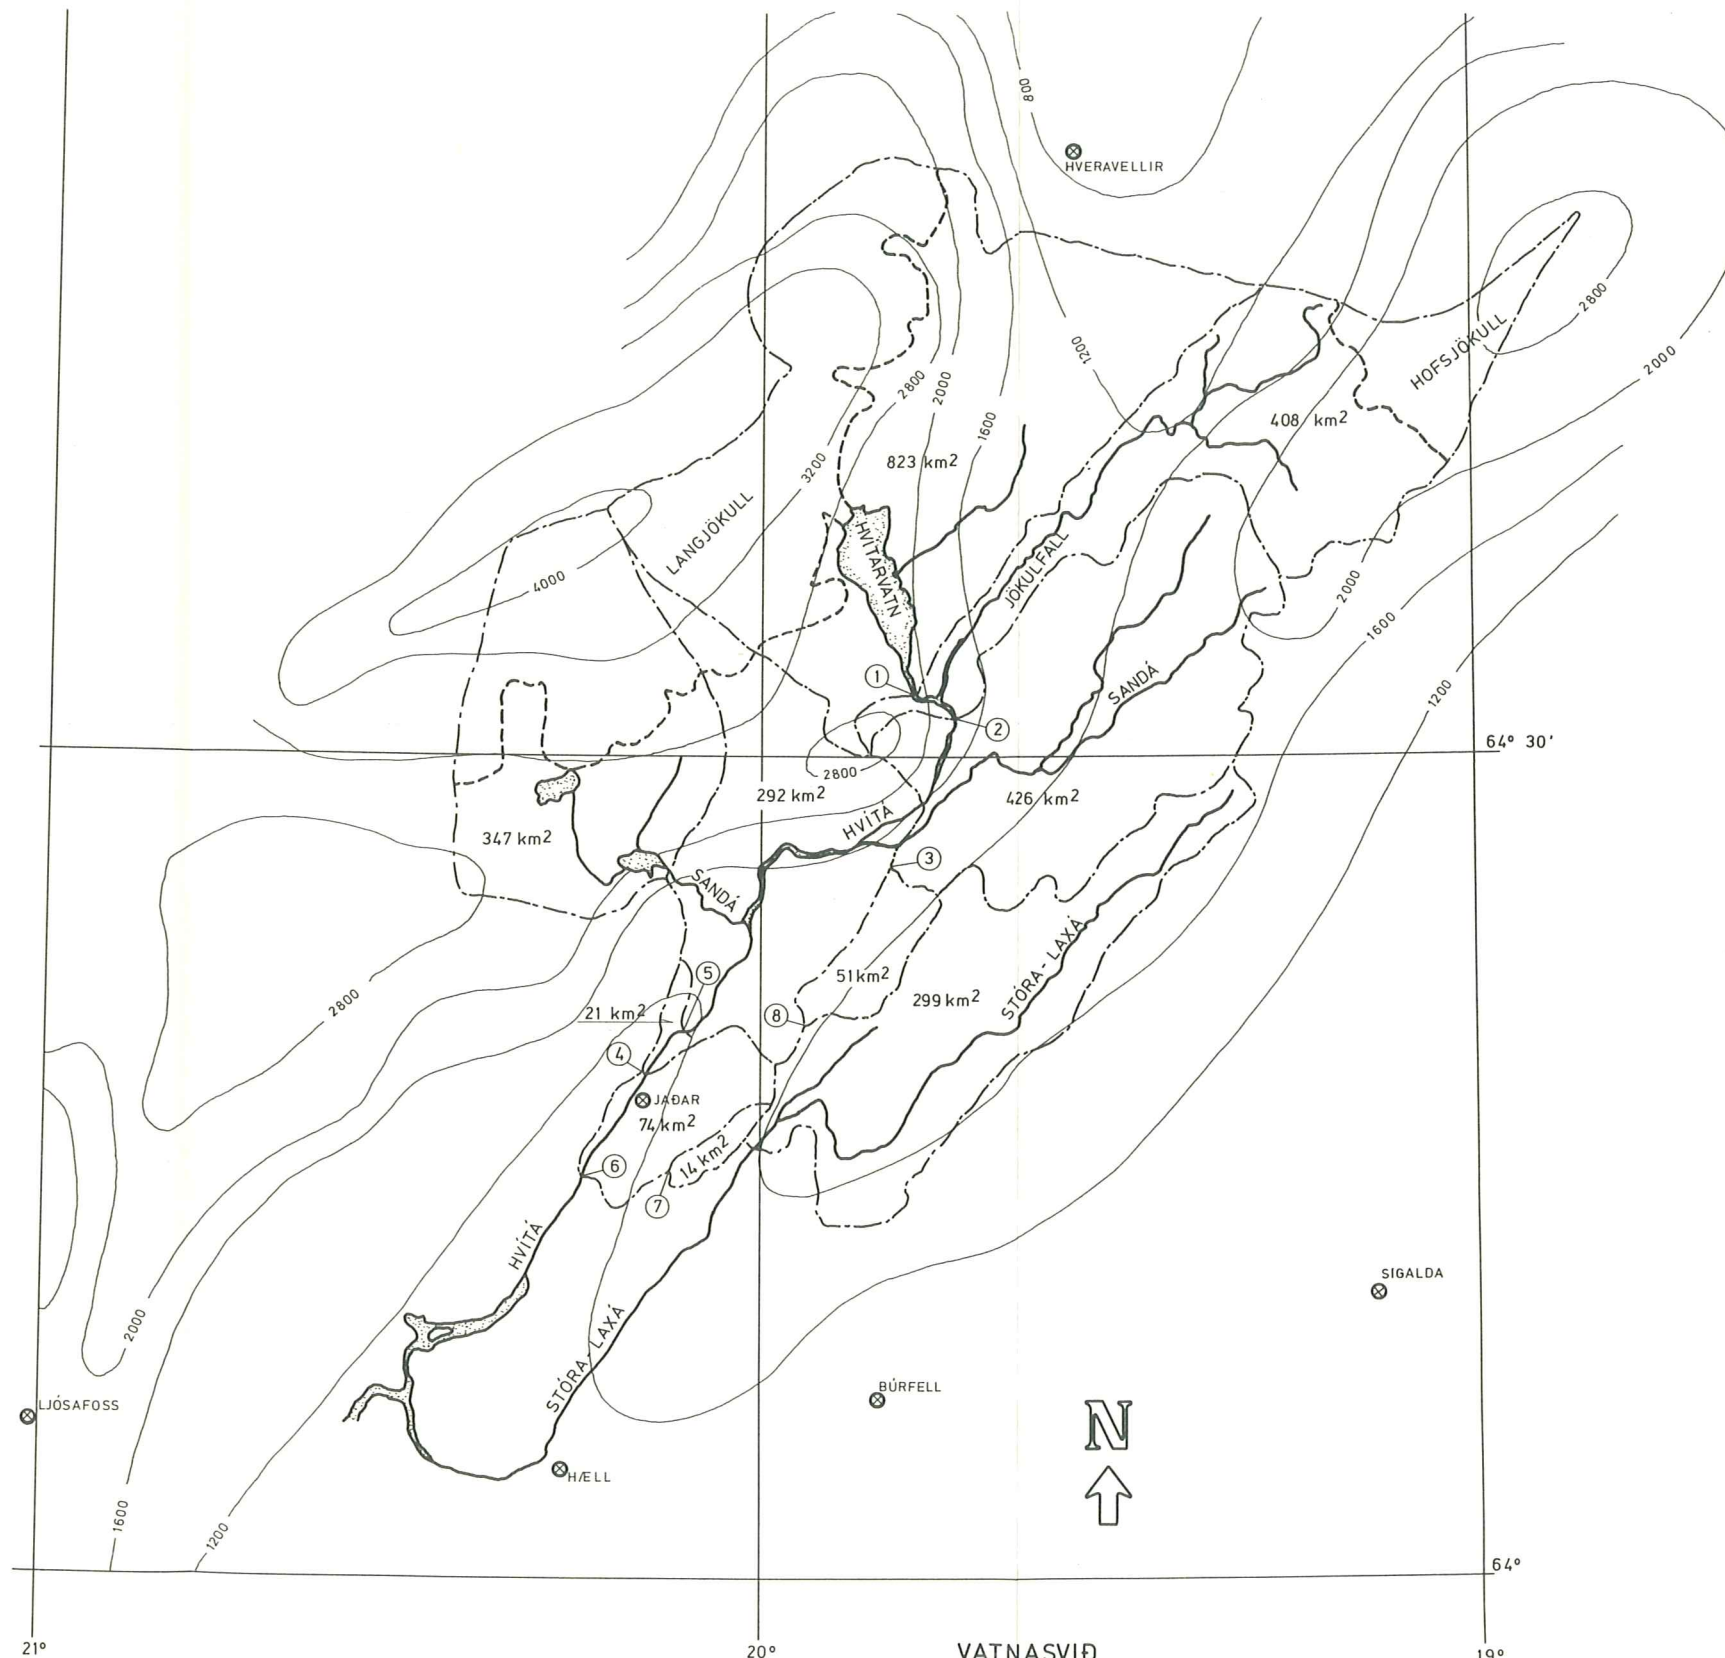 800
HVERAVELLIR
2800
1200
HOFSJÖKULL
2000
2800
2000
408 km²
1600
823 km²
3200
LANGJÖKULL
HVÍTÁRVATN
JÖKULFALL
4000
2000
1600
1
SANDÁ
1200
2
64° 30'
2800
292 km²
426 km²
HVÍTÁ
347 km²
3
SANDÁ
STÓRA-LAXÁ
5
51 km²
2800
299 km²
21 km²
8
4
JAÐAR
74 km²
14 km²
6
7
HVÍTÁ
SIGALDA
2000
STÓRA-LAXÁ
BÚRFELL
LJÓSAFOSS
N
HÆLL
1600
1200
64°
21°
20°
VATNASVIÐ
19°